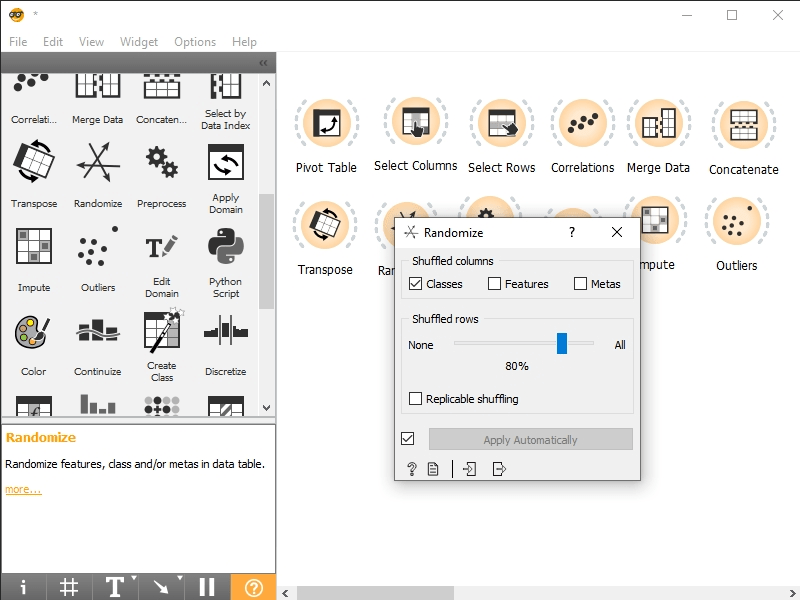 *
File Edit View Widget Options Help
Correlati... Merge Data Concaten... Select by
Data Index
Transpose Randomize Preprocess Apply
Domain
Impute Outliers Edit
Domain Python
Script
Color Continuize Create
Class Discretize
Randomize
Randomize features, class and/or metas in data table.
more...
Pivot Table Select Columns Select Rows Correlations Merge Data Concatenate
Transpose Ran mpute Outliers
Randomize ?
Shuffled columns
Classes Features Metas
Shuffled rows
None All
80%
Replicable shuffling
Apply Automatically
?
i # T ?